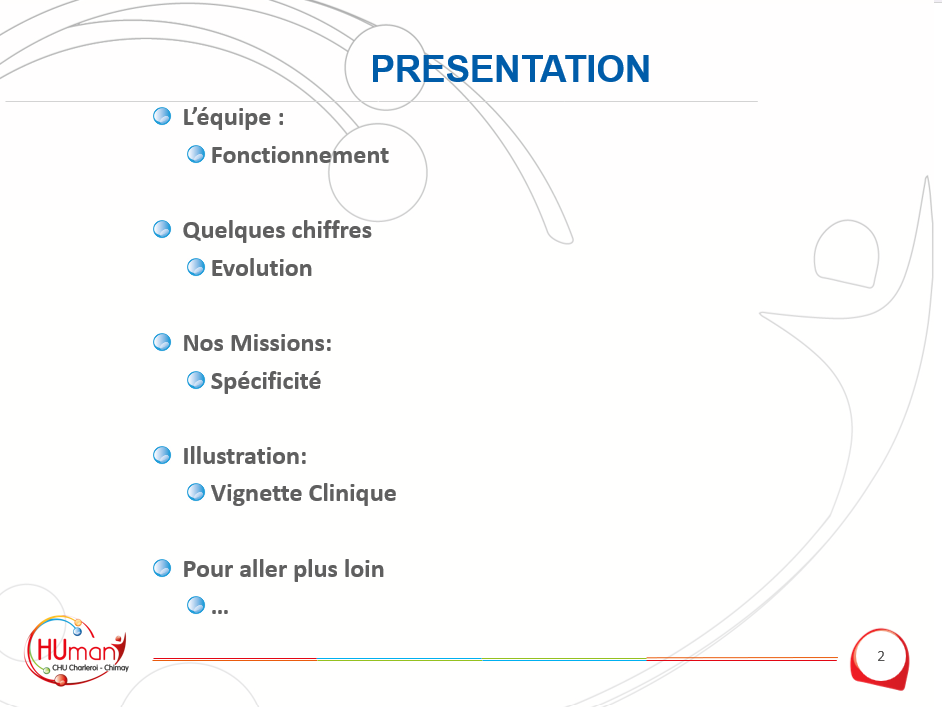 PRESENTATION
L’équipe :
Fonctionnement
Quelques chiffres
Evolution
Nos Missions:
Spécificité
Illustration:
Vignette Clinique
Pour aller plus loin
...
HUmani
CHU Charleroi - Chimay
2